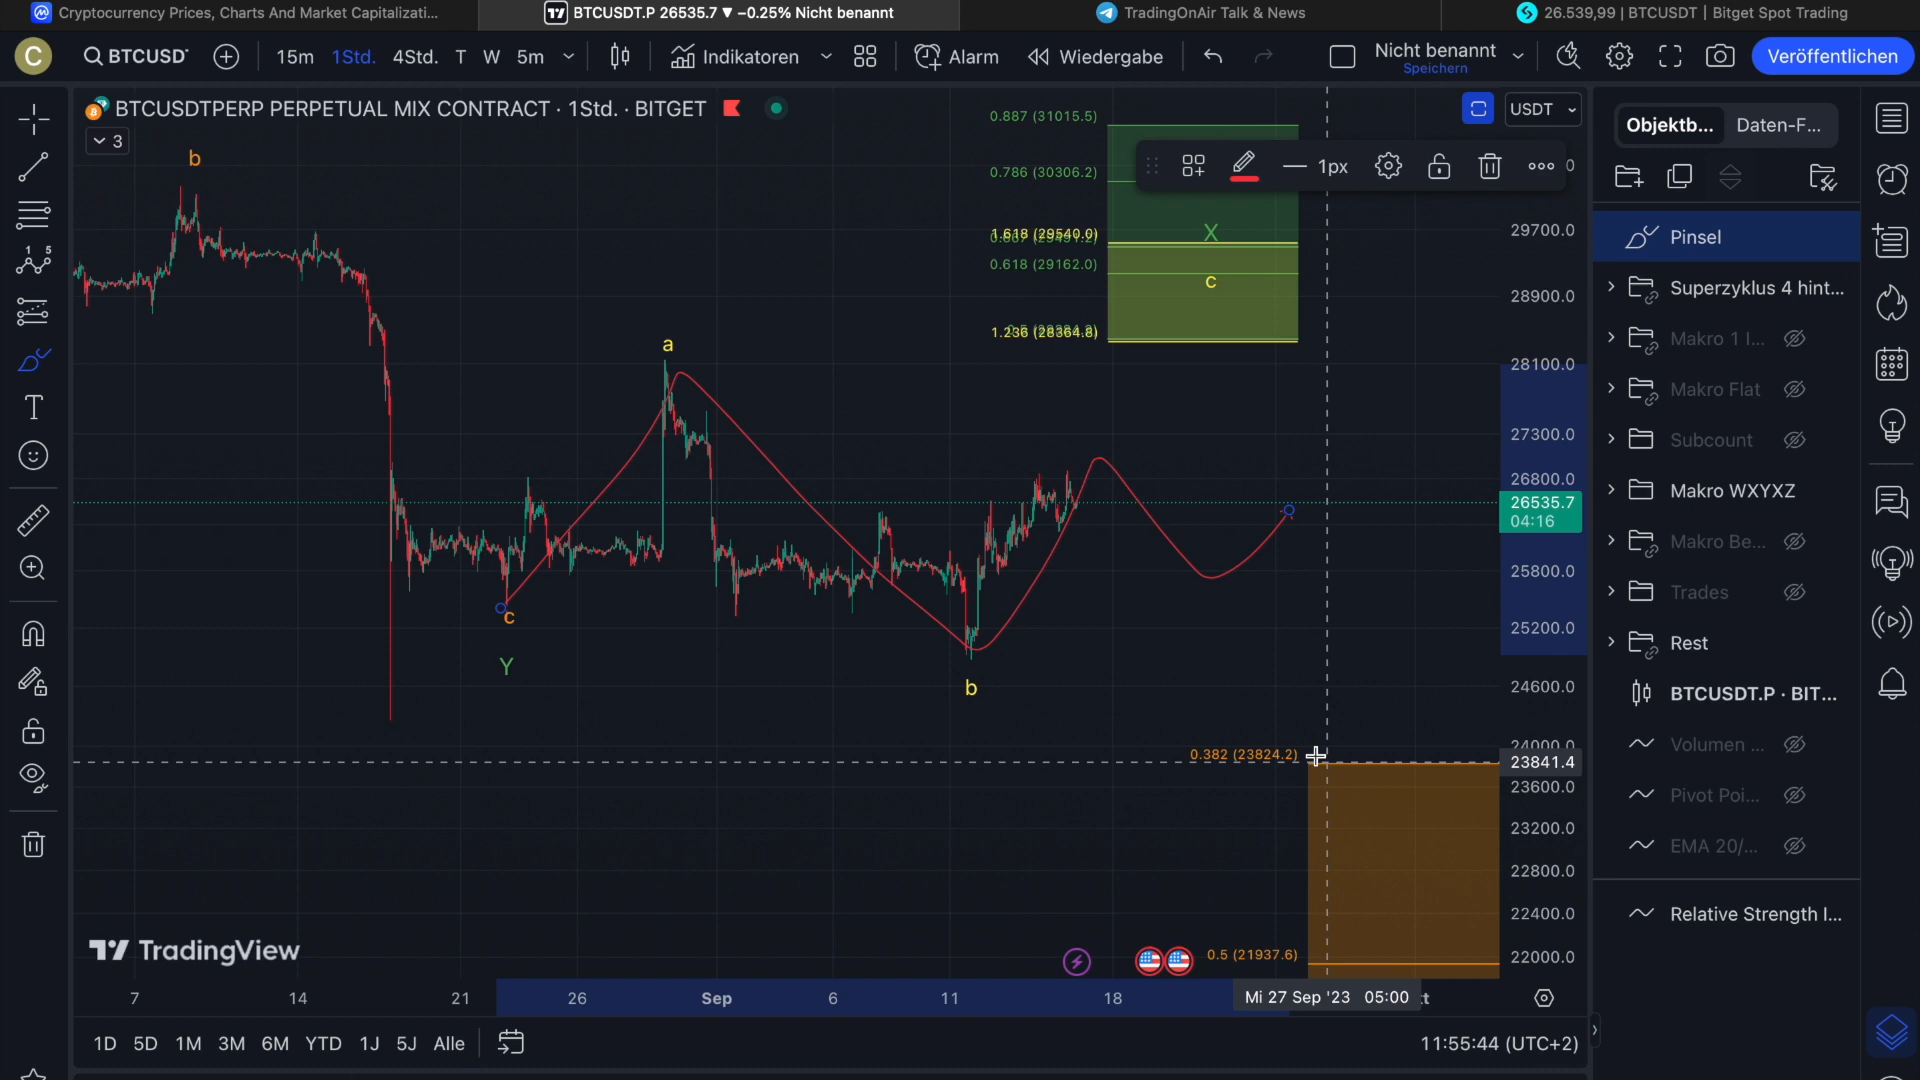 Cryptocurrency Prices, Charts And Market Capitalizati...
BTCUSDT.P 26535.7 ▼ −0.25% Nicht benannt
TradingOnAir Talk & News
26.539,99 | BTCUSDT | Bitget Spot Trading
C
BTCUSD
15m
1Std.
4Std.
T
W
5m
Indikatoren
Alarm
Wiedergabe
Nicht benannt
Speichern
Veröffentlichen
BTCUSDTPERP PERPETUAL MIX CONTRACT · 1Std. · BITGET
3
USDT
1px
0.887 (31015.5)
0.786 (30306.2)
1.618 (29540.0)
0.618 (29162.0)
1.236 (28364.8)
X
c
b
a
c
Y
b
0.382 (23824.2)
0.5 (21937.6)
29700.0
28900.0
28100.0
27300.0
26800.0
26535.7
04:16
25800.0
25200.0
24600.0
24000.0
23841.4
23600.0
23200.0
22800.0
22400.0
22000.0
TradingView
7
14
21
26
Sep
6
11
18
Mi 27 Sep '23 05:00
1D
5D
1M
3M
6M
YTD
1J
5J
Alle
11:55:44 (UTC+2)
Objektb...
Daten-F...
Pinsel
Superzyklus 4 hint...
Makro 1 I...
Makro Flat
Subcount
Makro WXYXZ
Makro Be...
Trades
Rest
BTCUSDT.P · BIT...
Volumen ...
Pivot Poi...
EMA 20/...
Relative Strength I...